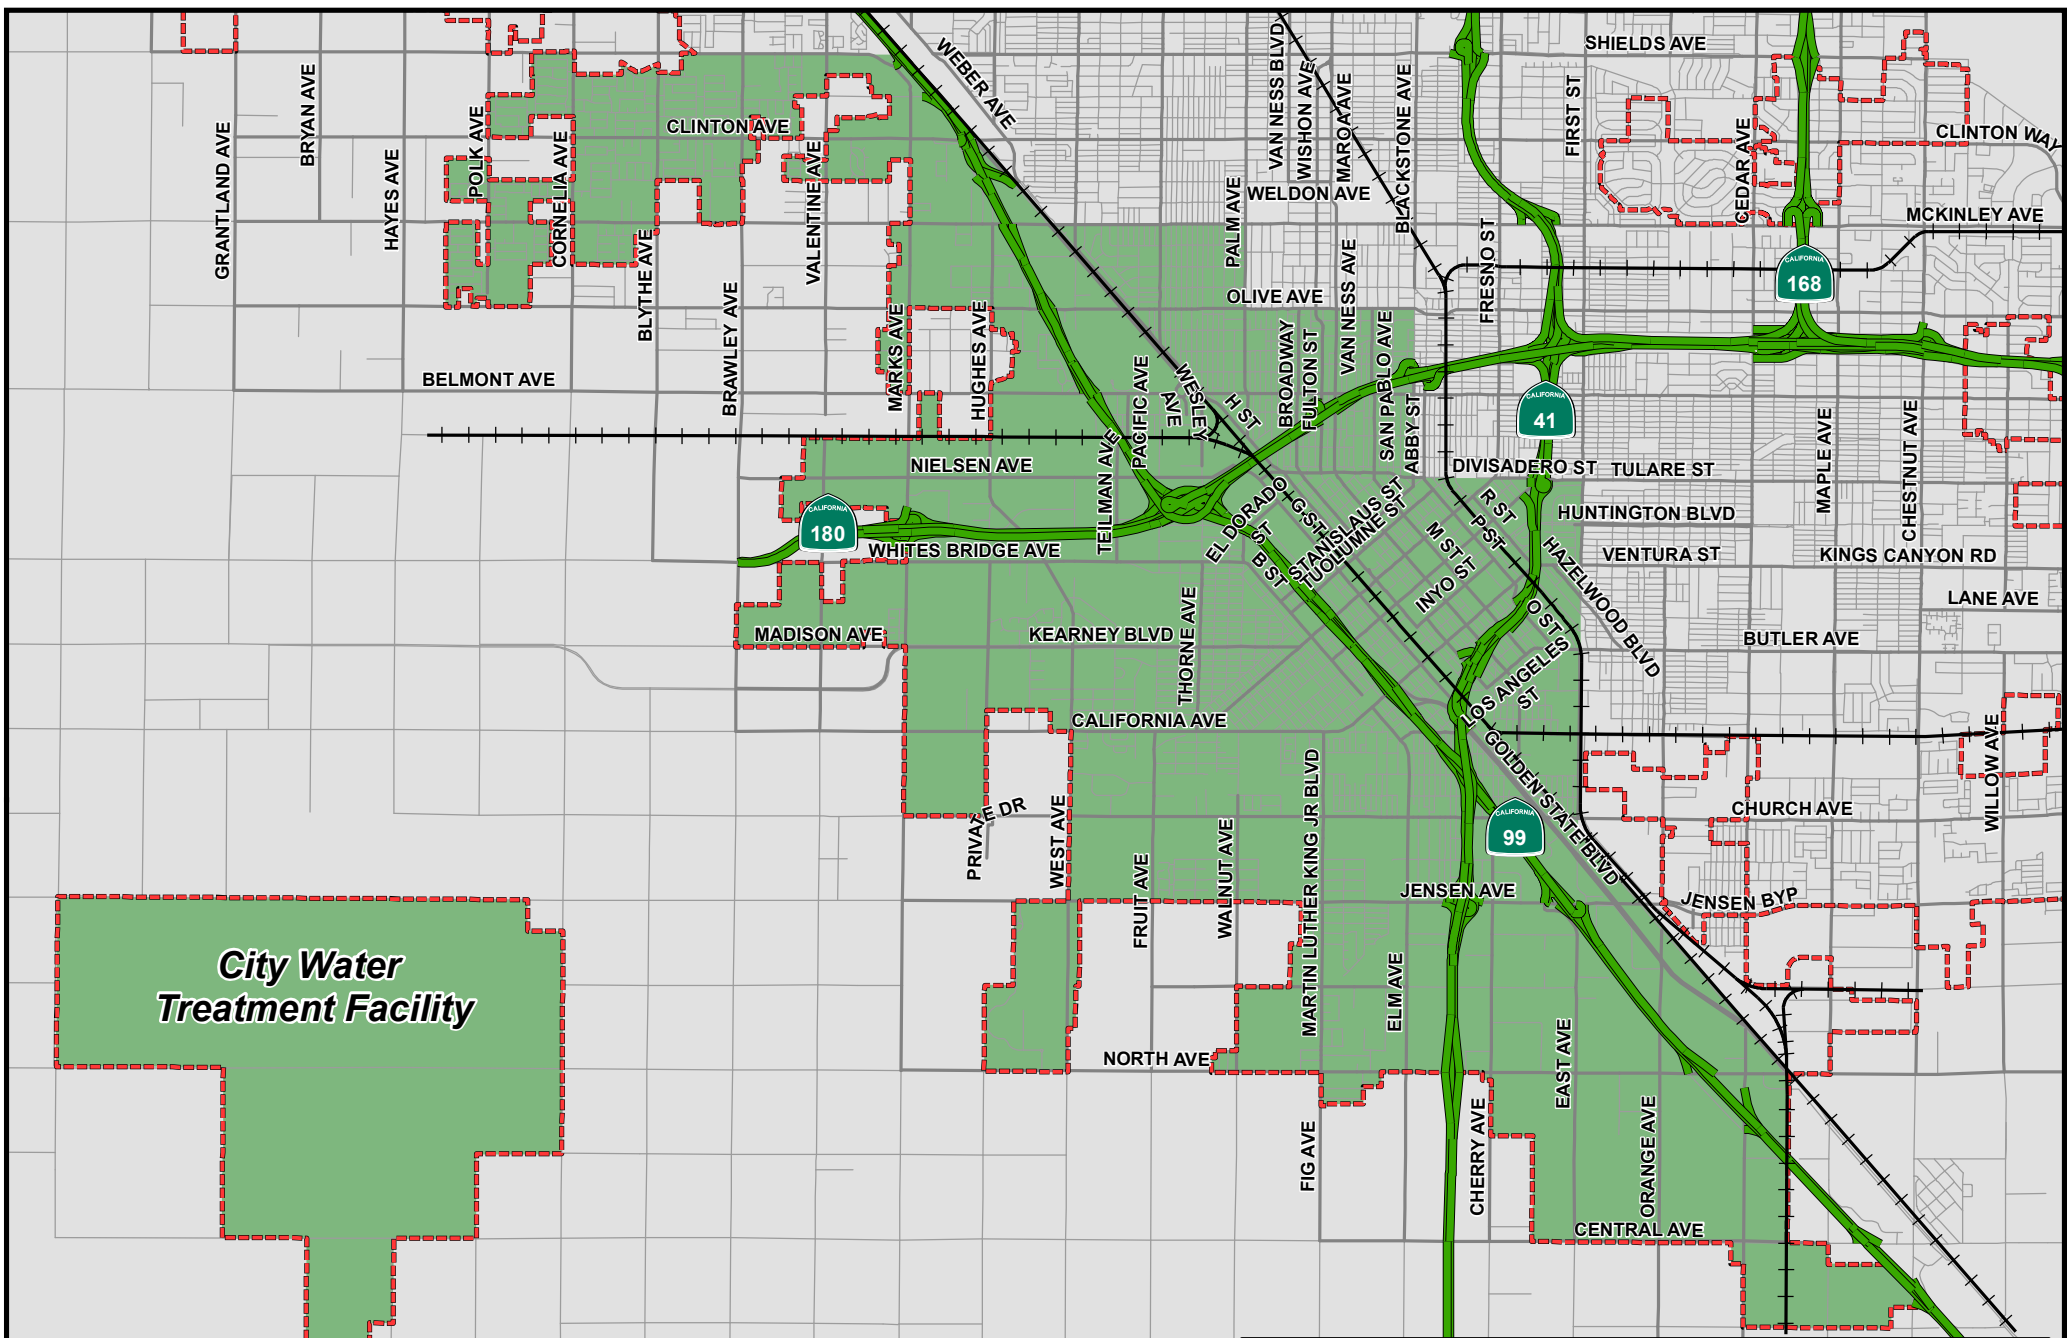 SHIELDS AVE
WEBER AVE
VAN NESS BLVD
WISHON AVE
MAROA AVE
BLACKSTONE AVE
FIRST ST
BRYAN AVE
GRANTLAND AVE
HAYES AVE
POLK AVE
CLINTON AVE
CORNELIA AVE
VALENTINE AVE
CEDAR AVE
CLINTON WAY
PALM AVE
WELDON AVE
MCKINLEY AVE
BLYTHE AVE
VAN NESS AVE
FRESNO ST
CALIFORNIA
168
BRAWLEY AVE
MARKS AVE
HUGHES AVE
OLIVE AVE
BROADWAY
FULTON ST
SAN PABLO AVE
BELMONT AVE
PACIFIC AVE
WESLEY
AVE
H ST
ABBY ST
CALIFORNIA
41
MAPLE AVE
CHESTNUT AVE
NIELSEN AVE
TEILMAN AVE
DIVISADERO ST
TULARE ST
CALIFORNIA
180
WHITES BRIDGE AVE
EL DORADO
ST
G ST
B ST
STANISLAUS ST
TUOLUMNE ST
R ST
P ST
M ST
INYO ST
HUNTINGTON BLVD
HAZELWOOD BLVD
VENTURA ST
KINGS CANYON RD
LANE AVE
MADISON AVE
KEARNEY BLVD
THORNE AVE
O ST
S
LOS ANGELES
ST
ST
BUTLER AVE
CALIFORNIA AVE
GOLDEN STATE BLVD
WILLOW AVE
PRIVATE DR
WEST AVE
MARTIN LUTHER KING JR BLVD
CALIFORNIA
99
CHURCH AVE
FRUIT AVE
WALNUT AVE
JENSEN AVE
JENSEN BYP
City Water
Treatment Facility
ELM AVE
NORTH AVE
EAST AVE
FIG AVE
CHERRY AVE
ORANGE AVE
CENTRAL AVE